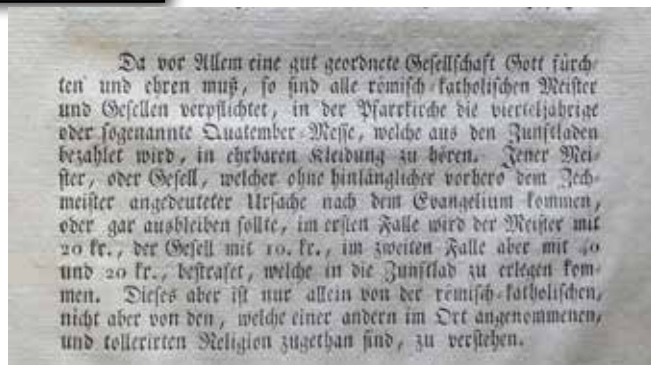 Da vor Allem eine gut geordnete Gesellschaft Gott fürch-
ten und ehren muß, so sind alle römisch-katholischen Meister
und Gesellen verpflichtet, in der Pfarrkirche die vierteljahrige
oder sogenannte Quatember-Messe, welche aus den Zunftladen
bezahlet wird, in ehrbaren Kleidung zu hören. Jener Mei-
ster, oder Gesell, welcher ohne hinlänglicher vorhero dem Zech-
meister angedeuteter Ursache nach dem Evangelium kommen,
oder gar ausbleiben sollte, im ersten Falle wird der Meister mit
20 kr., der Gesell mit 10. kr., im zweiten Falle aber mit 40
und 20 kr., bestrafet, welche in die Zunftlad zu erlegen kom-
men. Dieses aber ist nur allein von der römisch-katholischen,
nicht aber von den, welche einer andern im Ort angenommenen,
und tollerirten Religion zugethan sind, zu verstehen.